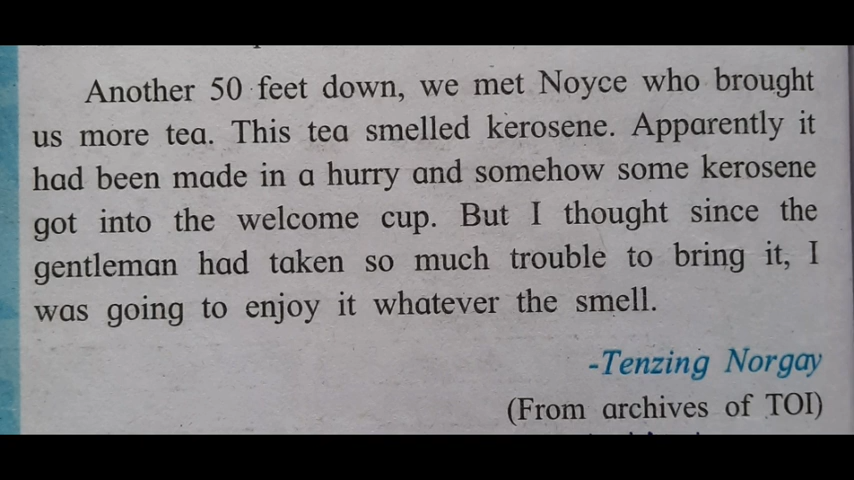 Another 50 feet down, we met Noyce who brought
us more tea. This tea smelled kerosene. Apparently it
had been made in a hurry and somehow some kerosene
got into the welcome cup. But I thought since the
gentleman had taken so much trouble to bring it, I
was going to enjoy it whatever the smell.
-Tenzing Norgay
(From archives of TOI)